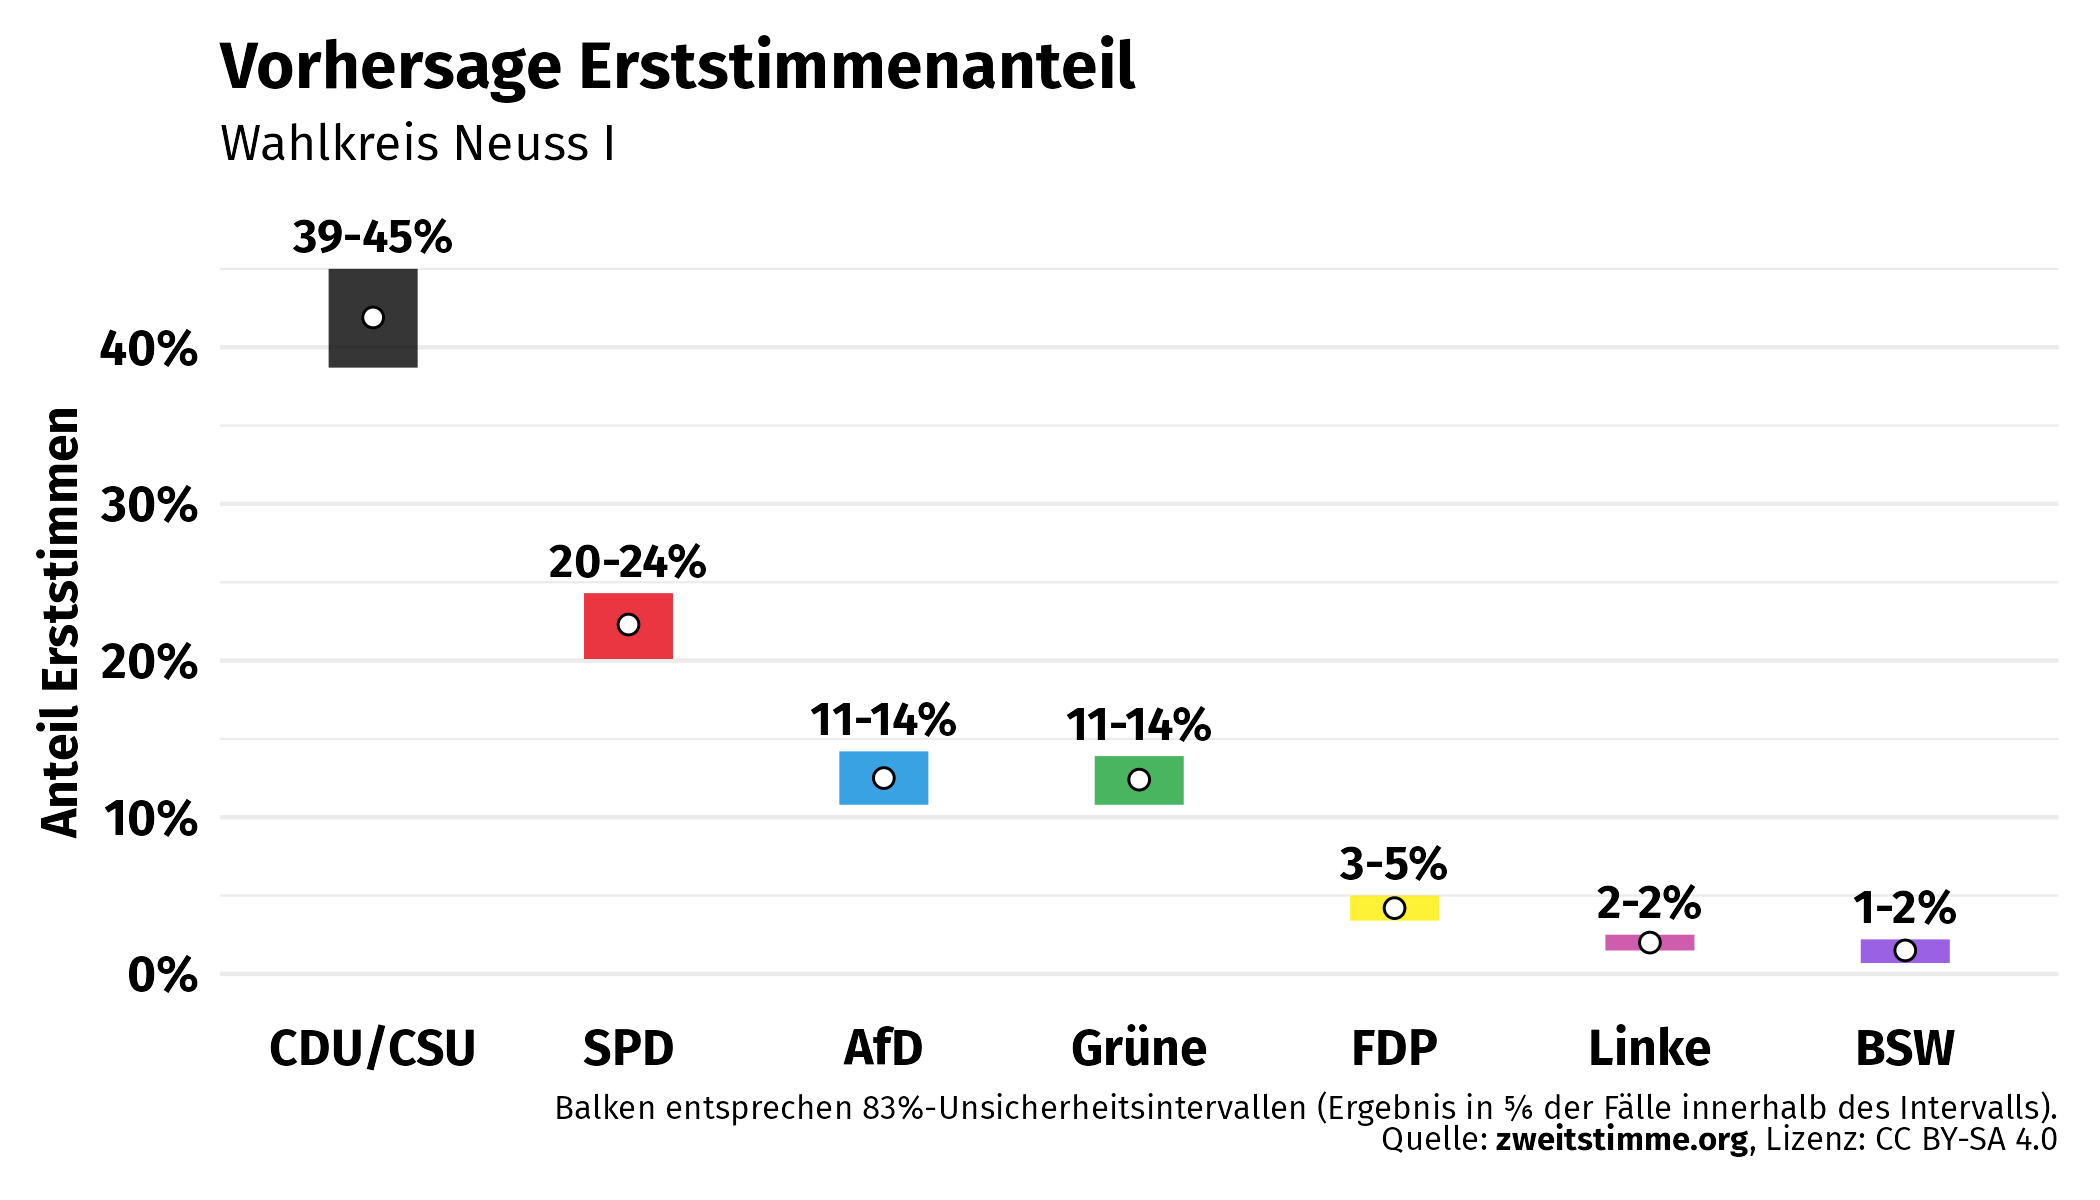 Vorhersage Erststimmenanteil
Wahlkreis Neuss I
Anteil Erststimmen
40%
30%
20%
10%
0%
39-45%
20-24%
11-14%
11-14%
3-5%
2-2%
1-2%
CDU/CSU SPD AfD Grüne FDP Linke BSW
Balken entsprechen 83%-Unsicherheitsintervallen (Ergebnis in ⅚ der Fälle innerhalb des Intervalls).
Quelle: zweitstimme.org, Lizenz: CC BY-SA 4.0